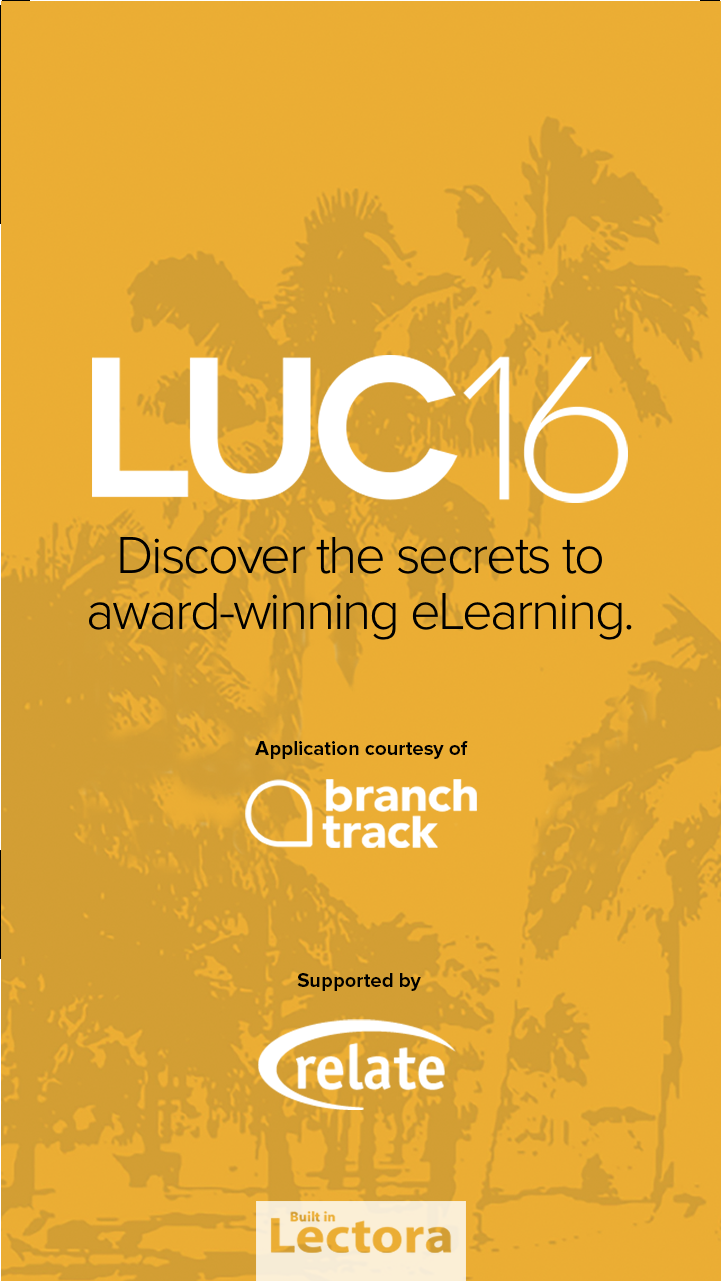 LUC16
Discover the secrets to
award-winning eLearning.
Application courtesy of
branch
track
Supported by
relate
Built in
Lectora